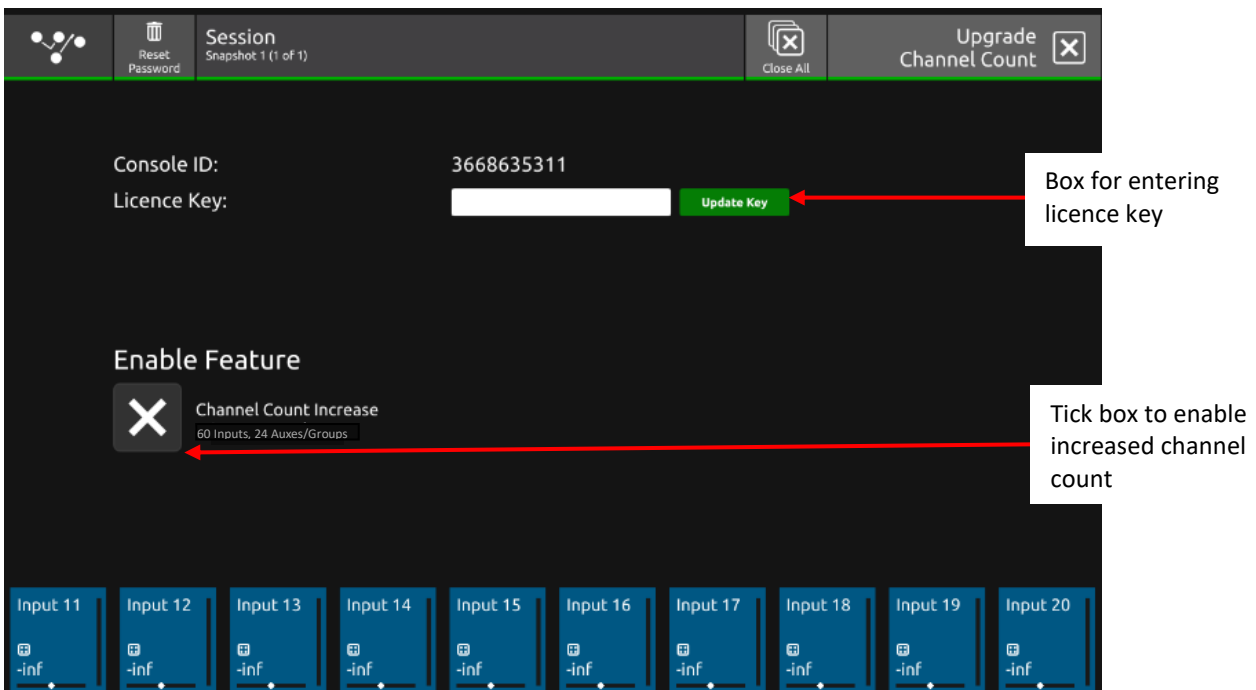 Reset
Password
Session
Snapshot 1 (1 of 1)
Close All
Upgrade
Channel Count
Console ID: 3668635311
Licence Key:
Update Key
Box for entering
licence key
Enable Feature
Channel Count Increase
60 Inputs, 24 Auxes/Groups
Tick box to enable
increased channel
count
Input 11 Input 12 Input 13 Input 14 Input 15 Input 16 Input 17 Input 18 Input 19 Input 20
-inf -inf -inf -inf -inf -inf -inf -inf -inf -inf